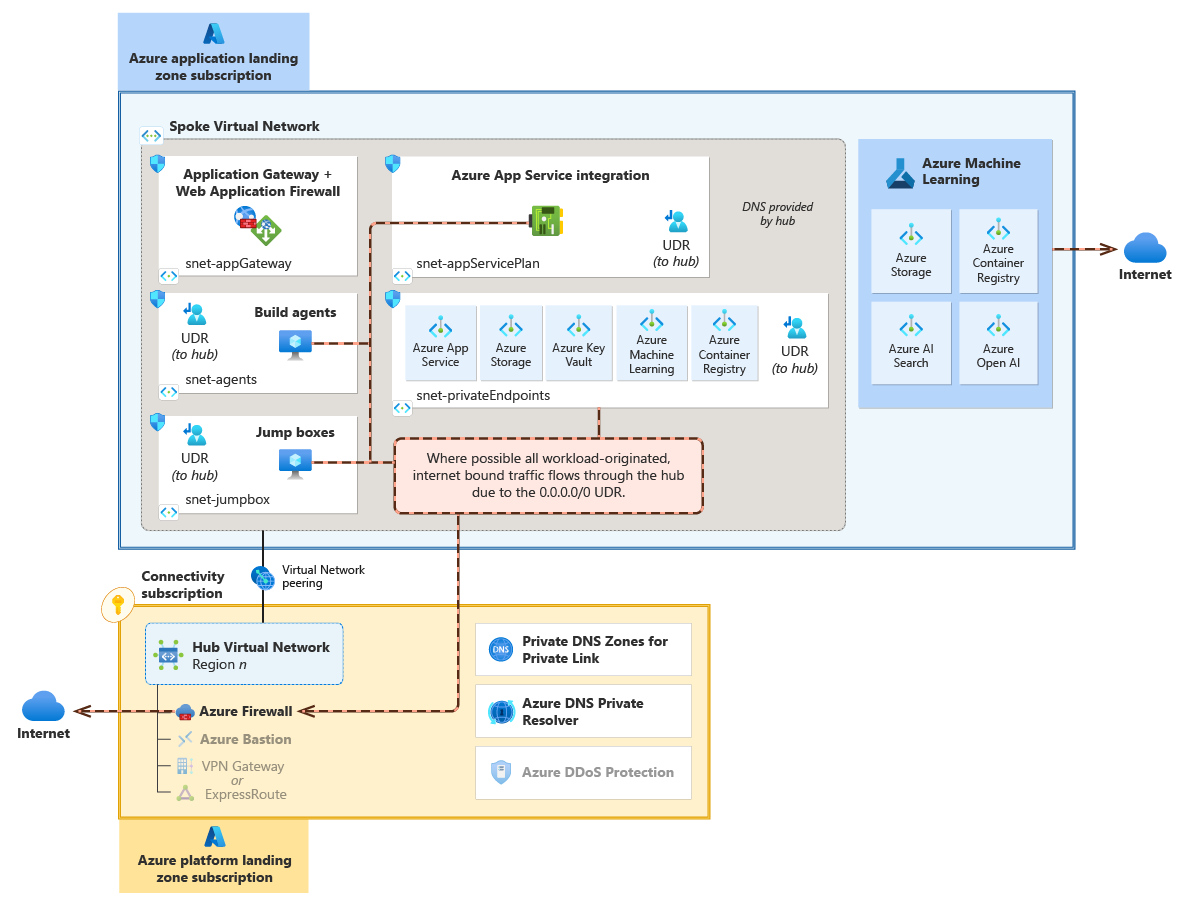 Azure application landing
zone subscription
Spoke Virtual Network
Application Gateway +
Web Application Firewall
snet-appGateway
Azure App Service integration
UDR
(to hub)
snet-appServicePlan
DNS provided
by hub
Azure Machine
Learning
Azure
Storage
Azure
Container
Registry
Azure AI
Search
Azure
Open AI
Internet
Build agents
UDR
(to hub)
snet-agents
Azure App
Service
Azure
Storage
Azure Key
Vault
Azure
Machine
Learning
Azure
Container
Registry
UDR
(to hub)
snet-privateEndpoints
Jump boxes
UDR
(to hub)
snet-jumpbox
Where possible all workload-originated,
internet bound traffic flows through the hub
due to the 0.0.0.0/0 UDR.
Virtual Network
peering
Connectivity
subscription
Hub Virtual Network
Region n
Azure Firewall
Azure Bastion
VPN Gateway
or
ExpressRoute
Internet
DNS
Private DNS Zones for
Private Link
Azure DNS Private
Resolver
Azure DDoS Protection
Azure platform landing
zone subscription